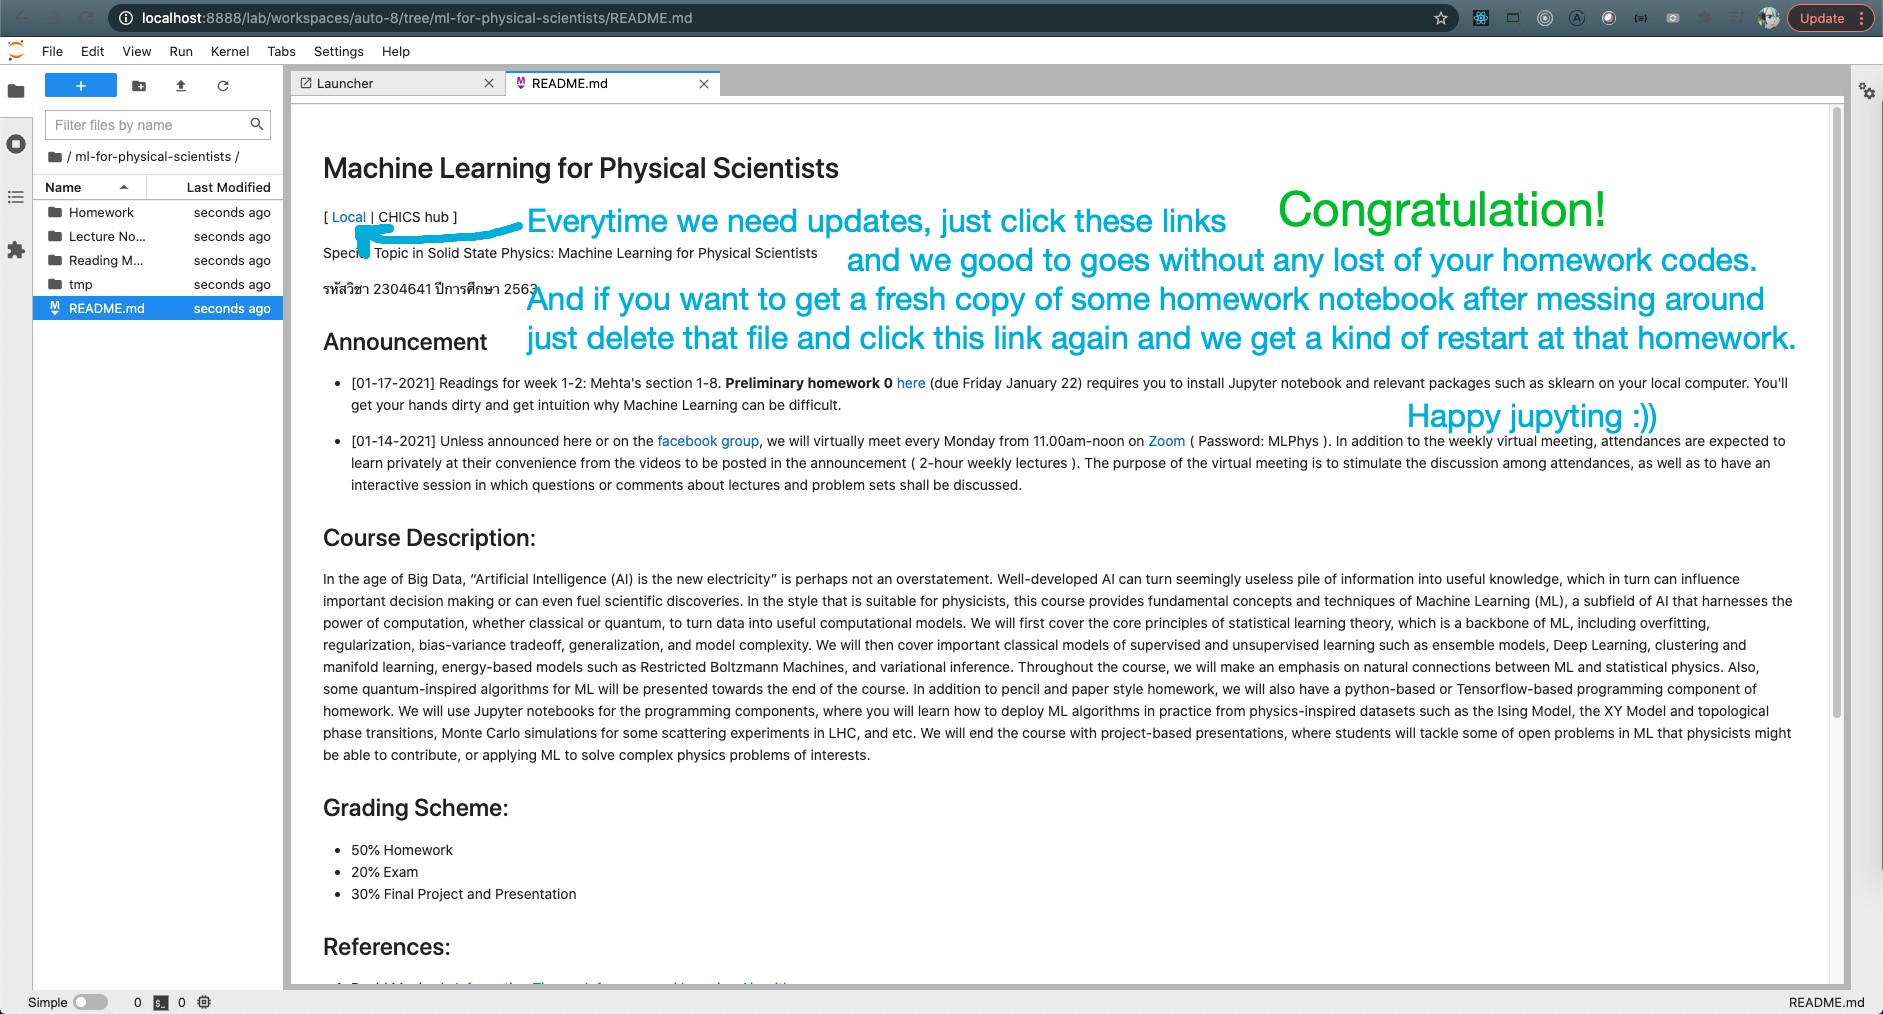 localhost:8888/lab/workspaces/auto-8/tree/ml-for-physical-scientists/README.md
Update
File Edit View Run Kernel Tabs Settings Help
+
Launcher
README.md
Filter files by name
/ ml-for-physical-scientists /
Name Last Modified
Homework seconds ago
Lecture No... seconds ago
Reading M... seconds ago
tmp seconds ago
README.md seconds ago
Machine Learning for Physical Scientists
[ Local | CHICS hub ]
Everytime we need updates, just click these links
Congratulation!
Special Topic in Solid State Physics: Machine Learning for Physical Scientists
and we good to goes without any lost of your homework codes.
รหัสวิชา 2304641 ปีการศึกษา 2563
And if you want to get a fresh copy of some homework notebook after messing around
just delete that file and click this link again and we get a kind of restart at that homework.
Announcement
[01-17-2021] Readings for week 1-2: Mehta's section 1-8. Preliminary homework 0 here (due Friday January 22) requires you to install Jupyter notebook and relevant packages such as sklearn on your local computer. You'll
get your hands dirty and get intuition why Machine Learning can be difficult.
Happy jupyting :))
[01-14-2021] Unless announced here or on the facebook group, we will virtually meet every Monday from 11.00am-noon on Zoom ( Password: MLPhys ). In addition to the weekly virtual meeting, attendances are expected to
learn privately at their convenience from the videos to be posted in the announcement ( 2-hour weekly lectures ). The purpose of the virtual meeting is to stimulate the discussion among attendances, as well as to have an
interactive session in which questions or comments about lectures and problem sets shall be discussed.
Course Description:
In the age of Big Data, “Artificial Intelligence (AI) is the new electricity” is perhaps not an overstatement. Well-developed AI can turn seemingly useless pile of information into useful knowledge, which in turn can influence
important decision making or can even fuel scientific discoveries. In the style that is suitable for physicists, this course provides fundamental concepts and techniques of Machine Learning (ML), a subfield of AI that harnesses the
power of computation, whether classical or quantum, to turn data into useful computational models. We will first cover the core principles of statistical learning theory, which is a backbone of ML, including overfitting,
regularization, bias-variance tradeoff, generalization, and model complexity. We will then cover important classical models of supervised and unsupervised learning such as ensemble models, Deep Learning, clustering and
manifold learning, energy-based models such as Restricted Boltzmann Machines, and variational inference. Throughout the course, we will make an emphasis on natural connections between ML and statistical physics. Also,
some quantum-inspired algorithms for ML will be presented towards the end of the course. In addition to pencil and paper style homework, we will also have a python-based or Tensorflow-based programming component of
homework. We will use Jupyter notebooks for the programming components, where you will learn how to deploy ML algorithms in practice from physics-inspired datasets such as the Ising Model, the XY Model and topological
phase transitions, Monte Carlo simulations for some scattering experiments in LHC, and etc. We will end the course with project-based presentations, where students will tackle some of open problems in ML that physicists might
be able to contribute, or applying ML to solve complex physics problems of interests.
Grading Scheme:
50% Homework
20% Exam
30% Final Project and Presentation
References:
Simple 0 0 README.md